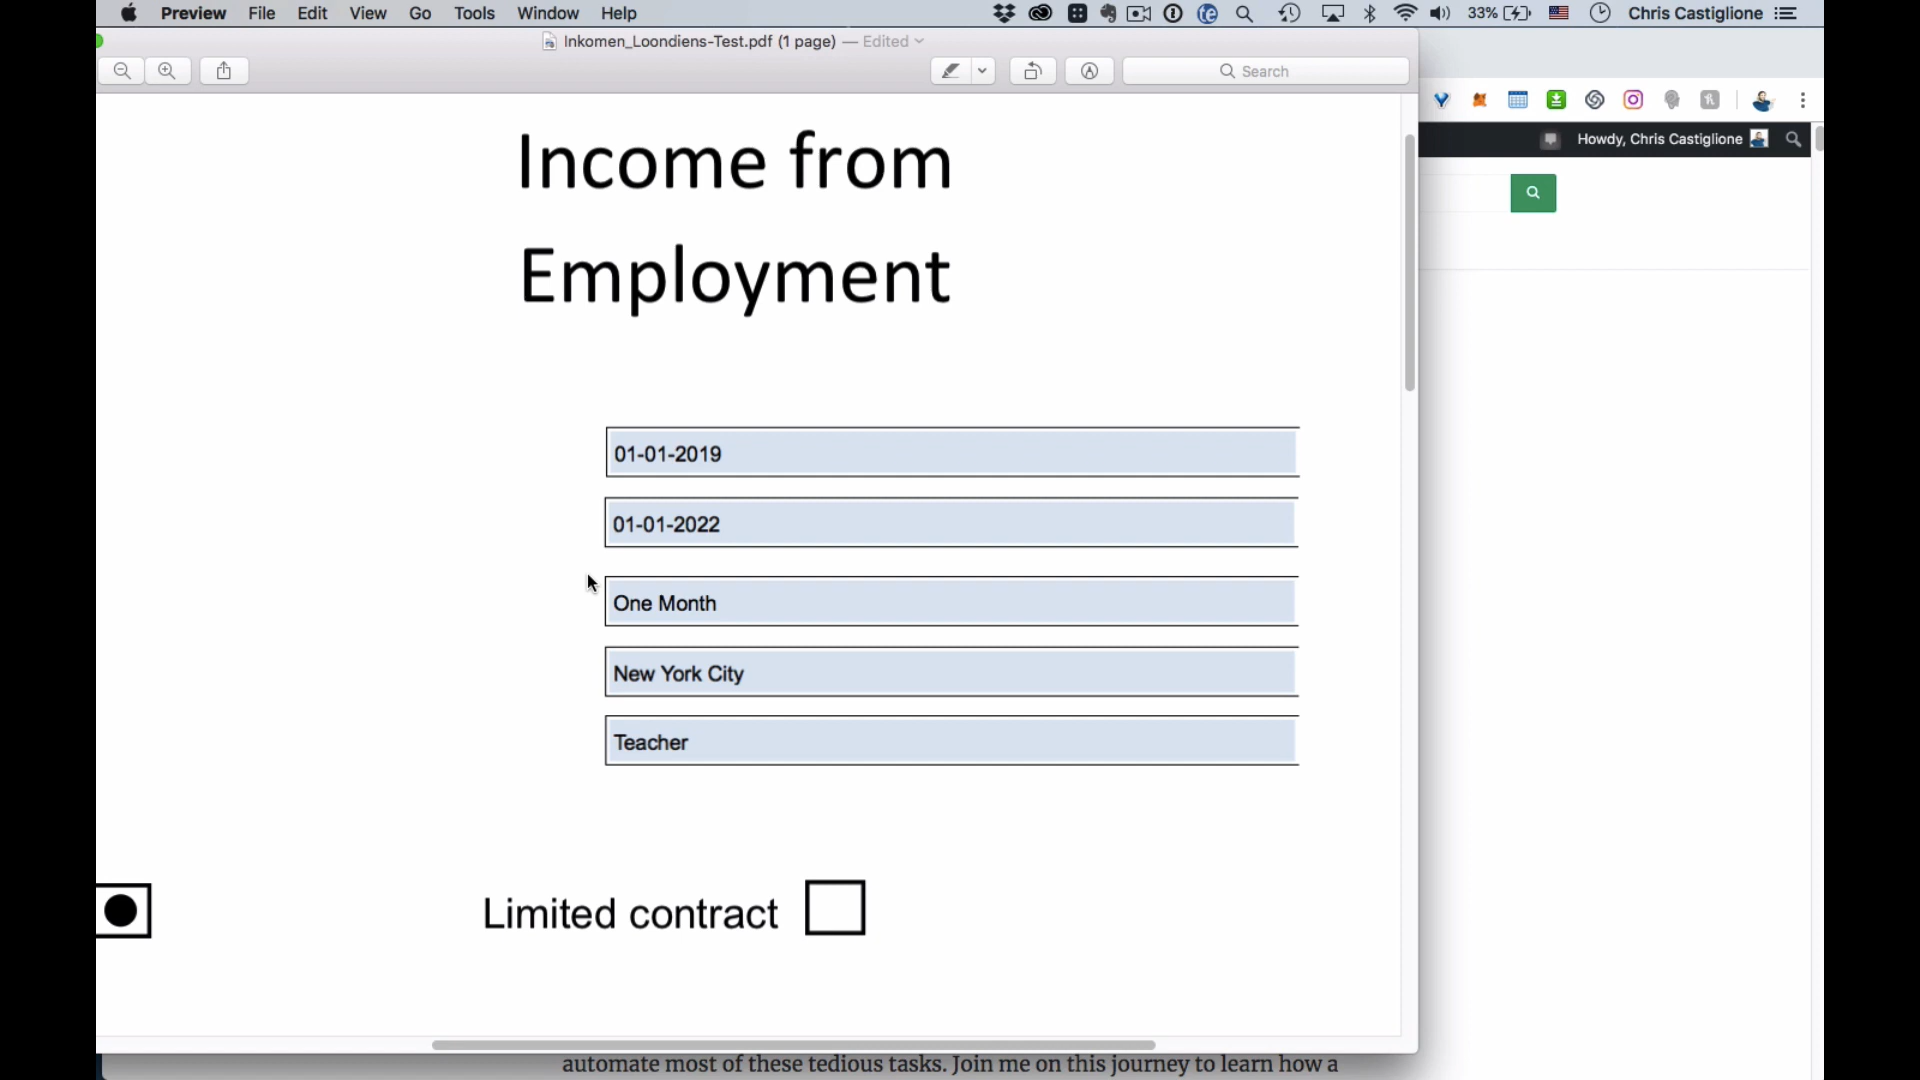 Preview File Edit View Go Tools Window Help 33% Chris Castiglione
Inkomen_Loondiens-Test.pdf (1 page) — Edited
Search
Howdy, Chris Castiglione
Income from
Employment
01-01-2019
01-01-2022
One Month
New York City
Teacher
Limited contract
automate most of these tedious tasks. Join me on this journey to learn how a